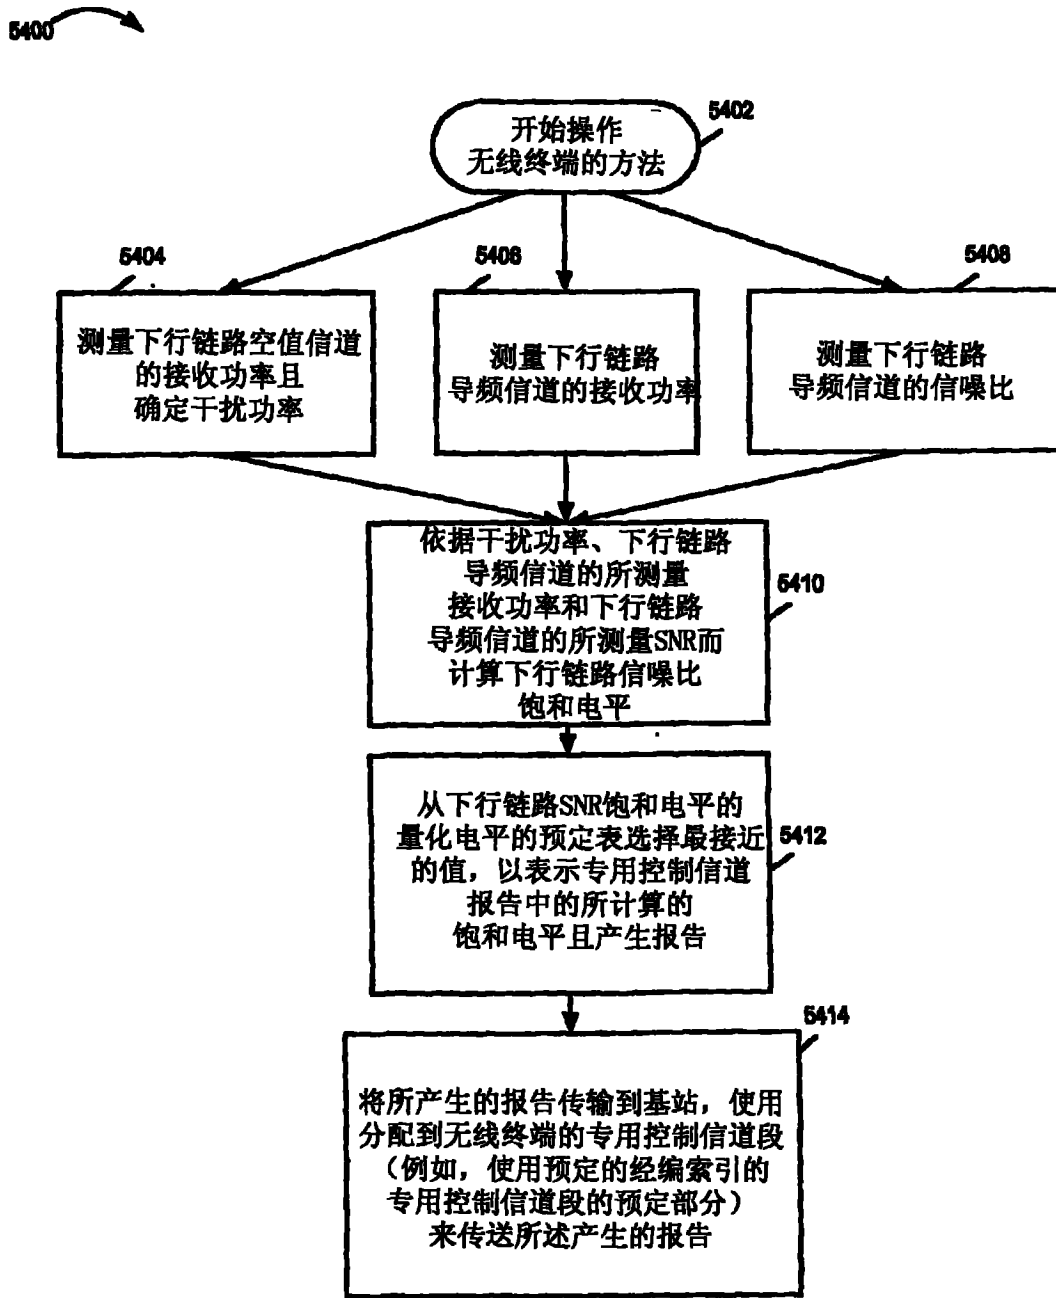 5400
5402
开始操作
无线终端的方法
5404
测量下行链路空值信道
的接收功率且
确定干扰功率
5406
测量下行链路
导频信道的接收功率
5408
测量下行链路
导频信道的信噪比
5410
依据干扰功率、下行链路
导频信道的所测量
接收功率和下行链路
导频信道的所测量SNR而
计算下行链路信噪比
饱和电平
5412
从下行链路SNR饱和电平的
量化电平的预定表选择最接近
的值，以表示专用控制信道
报告中的所计算的
饱和电平且产生报告
5414
将所产生的报告传输到基站，使用
分配到无线终端的专用控制信道段
（例如，使用预定的经编索引的
专用控制信道段的预定部分）
来传送所述产生的报告